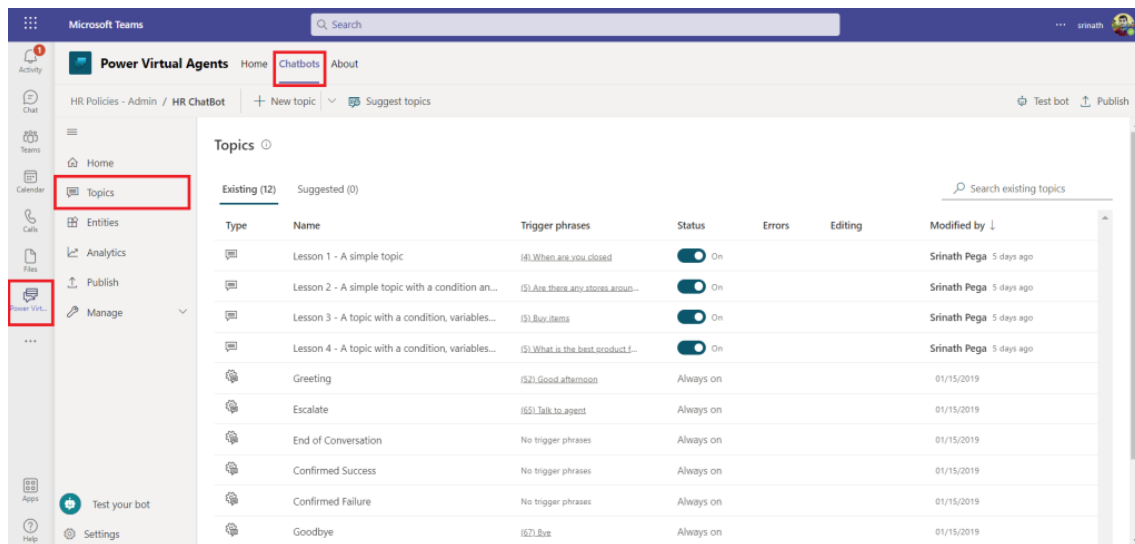 Microsoft Teams
Search
... srinath
1
Activity
Chat
Teams
Calendar
Calls
Files
Power Virt...
...
Apps
Help
Power Virtual Agents Home Chatbots About
HR Policies - Admin / HR ChatBot + New topic Suggest topics Test bot Publish
Home
Topics
Entities
Analytics
Publish
Manage
Test your bot
Settings
Topics
Existing (12) Suggested (0) Search existing topics
Type Name Trigger phrases Status Errors Editing Modified by ↓
Lesson 1 - A simple topic (4) When are you closed On Srinath Pega 5 days ago
Lesson 2 - A simple topic with a condition an... (5) Are there any stores aroun... On Srinath Pega 5 days ago
Lesson 3 - A topic with a condition, variables... (5) Buy items On Srinath Pega 5 days ago
Lesson 4 - A topic with a condition, variables... (5) What is the best product f... On Srinath Pega 5 days ago
Greeting (52) Good afternoon Always on 01/15/2019
Escalate (65) Talk to agent Always on 01/15/2019
End of Conversation No trigger phrases Always on 01/15/2019
Confirmed Success No trigger phrases Always on 01/15/2019
Confirmed Failure No trigger phrases Always on 01/15/2019
Goodbye (67) Bye Always on 01/15/2019